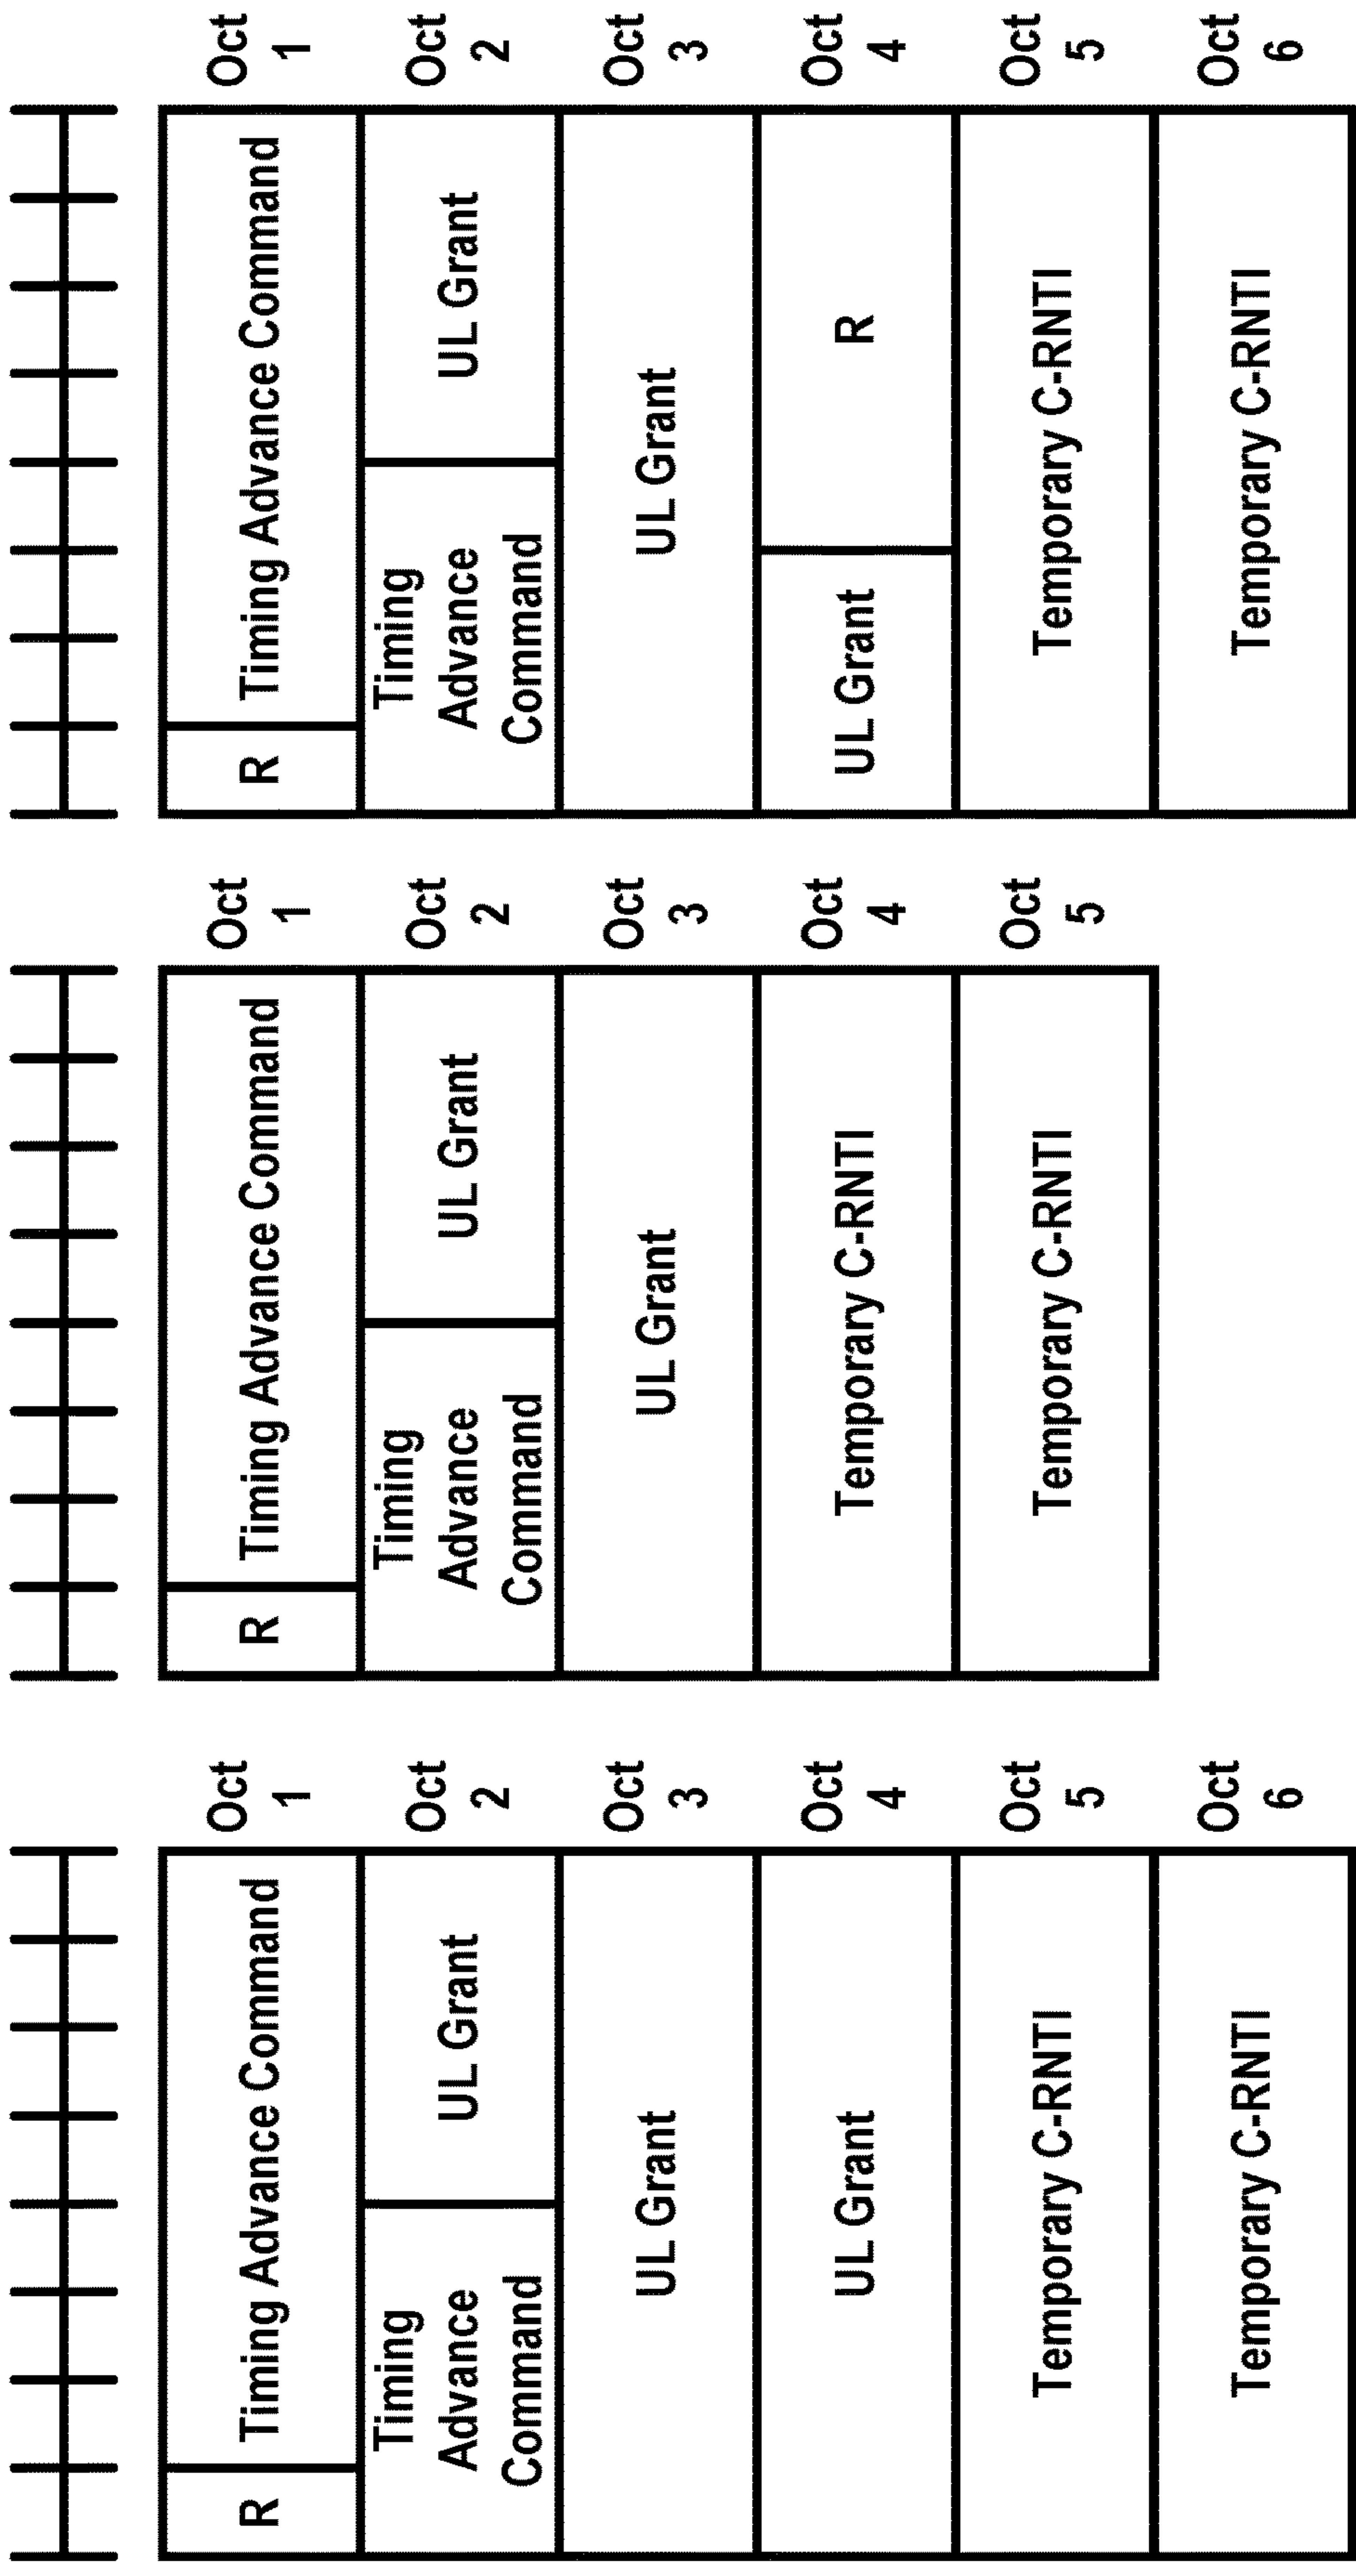 R
Timing Advance Command
Oct
1
Timing
Advance
Command
UL Grant
Oct
2
UL Grant
Oct
3
UL Grant
Oct
4
Temporary C-RNTI
Oct
5
Temporary C-RNTI
Oct
6
R
Timing Advance Command
Oct
1
Timing
Advance
Command
UL Grant
Oct
2
UL Grant
Oct
3
Temporary C-RNTI
Oct
4
Temporary C-RNTI
Oct
5
R
Timing Advance Command
Oct
1
Timing
Advance
Command
UL Grant
Oct
2
UL Grant
Oct
3
UL Grant
R
Oct
4
Temporary C-RNTI
Oct
5
Temporary C-RNTI
Oct
6